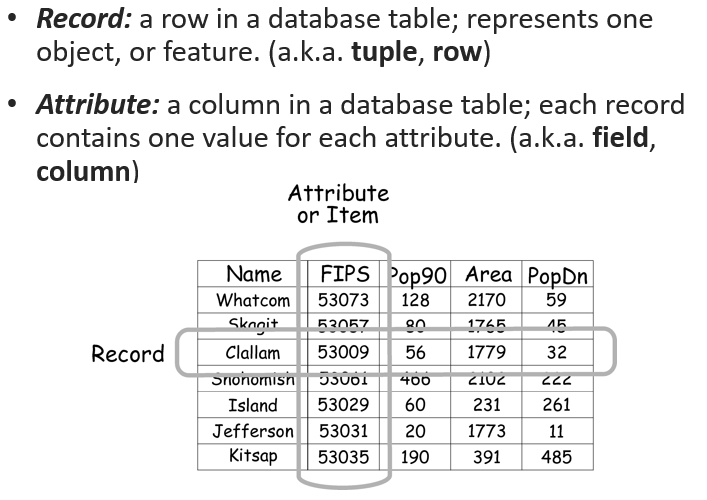 • Record: a row in a database table; represents one
object, or feature. (a.k.a. tuple, row)
• Attribute: a column in a database table; each record
contains one value for each attribute. (a.k.a. field,
column)
Attribute
or Item
Name FIPS Pop90 Area PopDn
Whatcom 53073 128 2170 59
Skagit 53057 80 1765 45
Record Clallam 53009 56 1779 32
Snohomish 53061 466 2102 222
Island 53029 60 231 261
Jefferson 53031 20 1773 11
Kitsap 53035 190 391 485